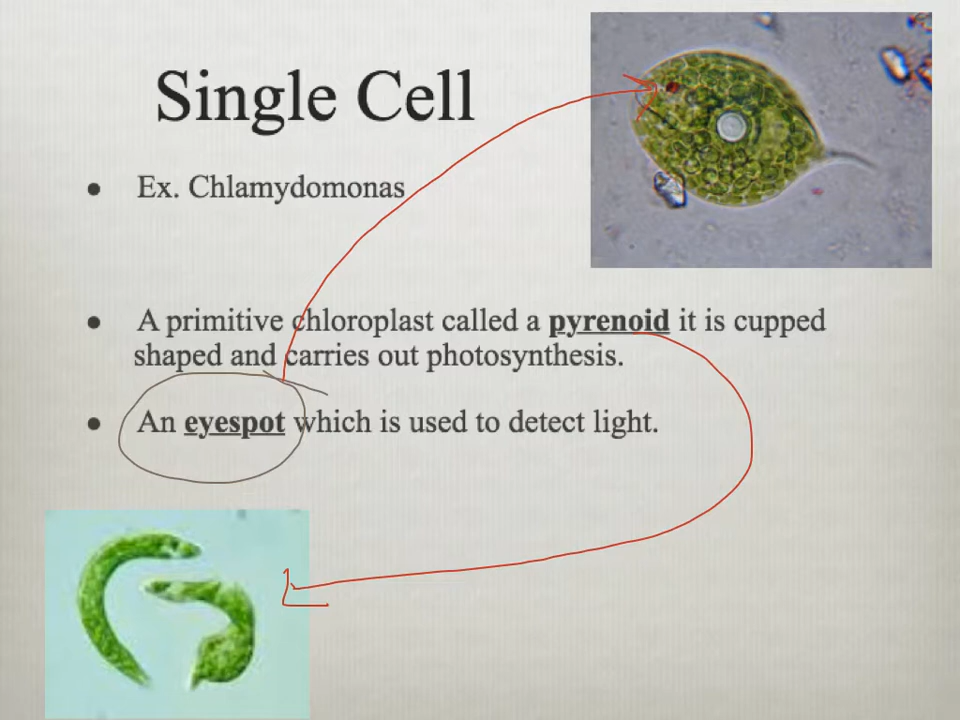 Single Cell
• Ex. Chlamydomonas
• A primitive chloroplast called a pyrenoid it is cupped
shaped and carries out photosynthesis.
• An eyespot which is used to detect light.